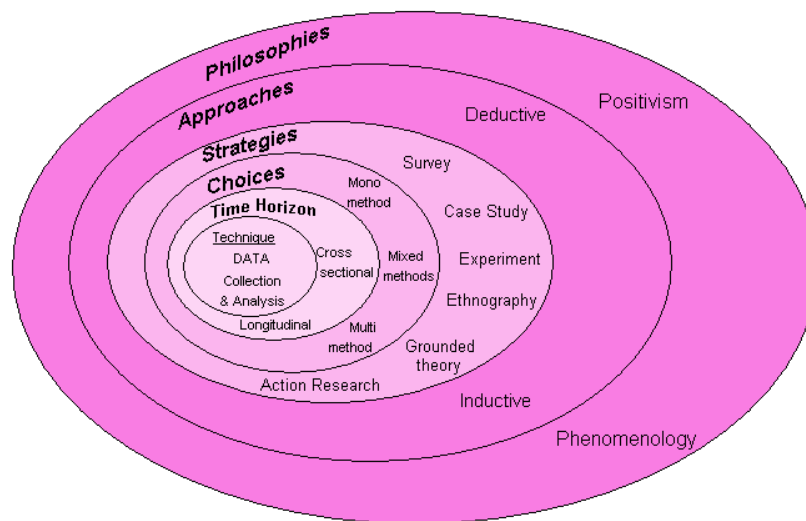 Philosophies
Approaches
Strategies
Choices
Time Horizon
Technique
DATA
Collection
& Analysis
Cross
sectional
Longitudinal
Mono
method
Mixed
methods
Multi
method
Survey
Case Study
Experiment
Ethnography
Grounded
theory
Action Research
Deductive
Inductive
Positivism
Phenomenology